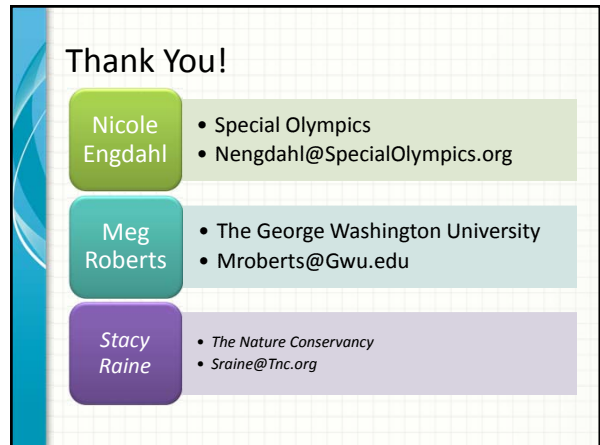 Thank You!
Nicole
Engdahl
• Special Olympics
• Nengdahl@SpecialOlympics.org
Meg
Roberts
• The George Washington University
• Mroberts@Gwu.edu
Stacy
Raine
• The Nature Conservancy
• Sraine@Tnc.org